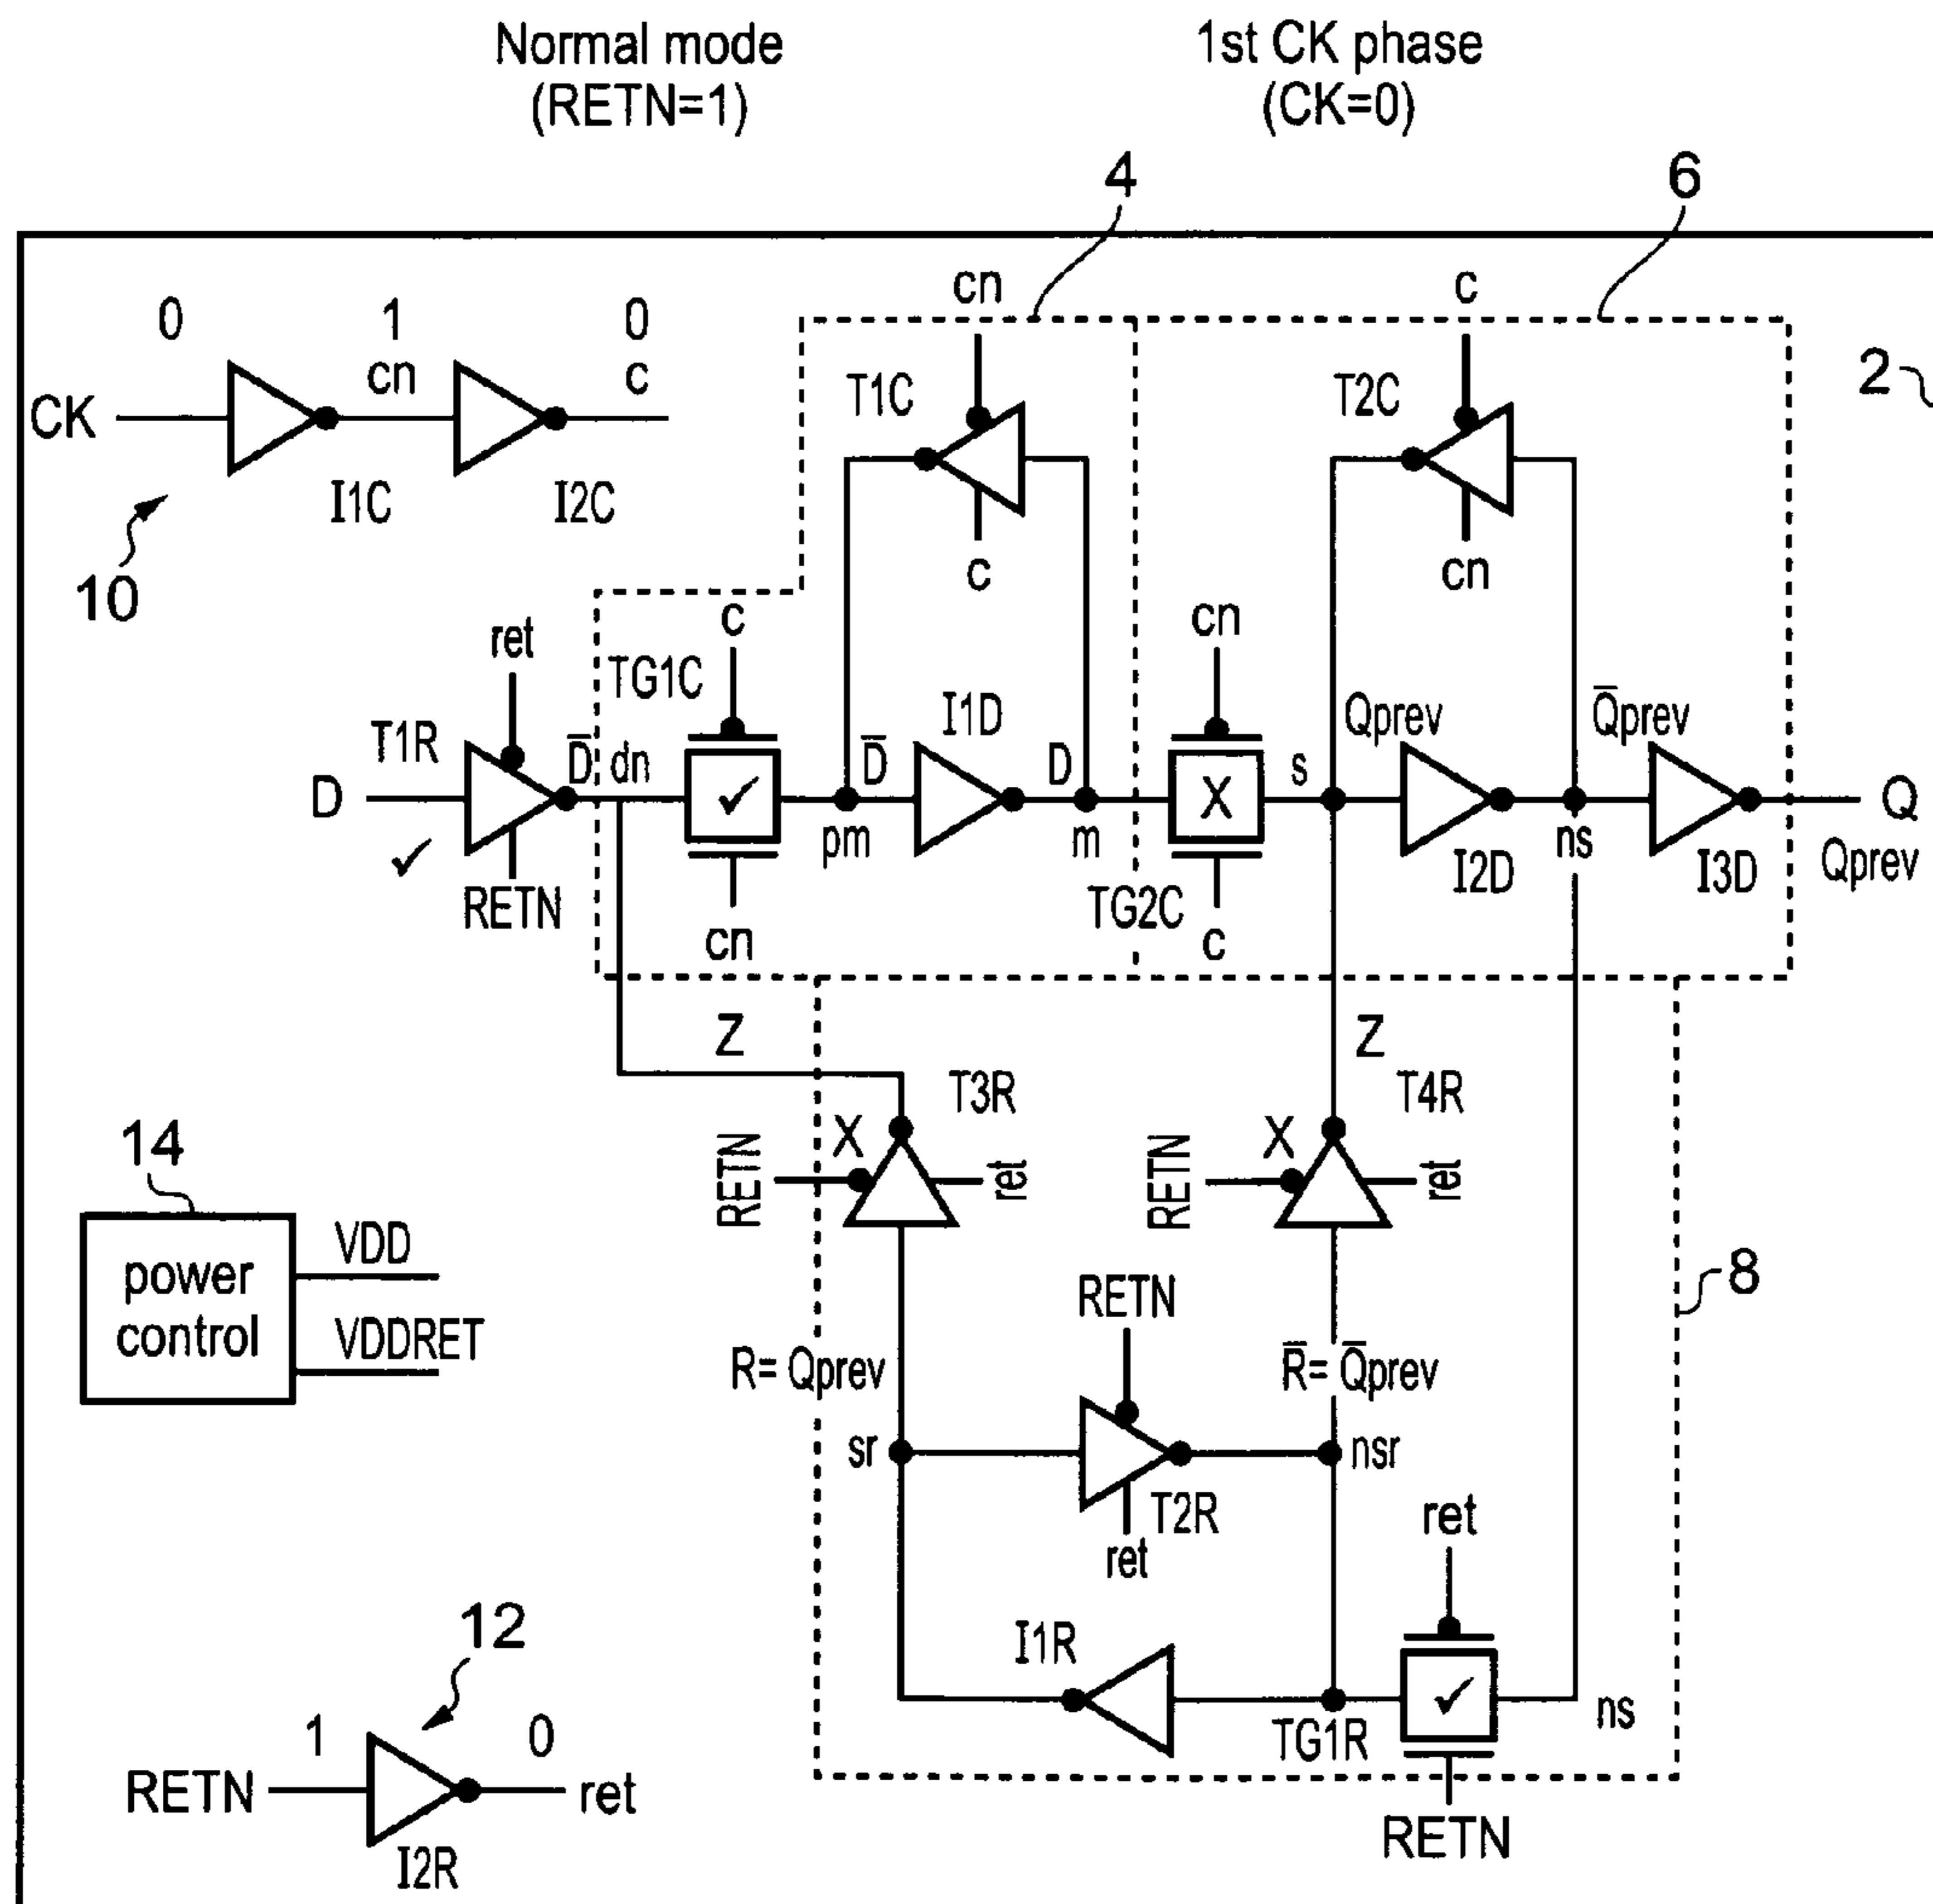 Normal mode
(RETN=1)
1st CK phase
(CK=0)
4
6
cn
c
0
1
0
cn
c
T1C
T2C
2
CK
I1C
I2C
10
c
cn
c
cn
ret
TG1C
I1D
Qprev
Q̅prev
T1R
D̅
dn
D̅
D
s
D
✓
X
Q
pm
m
ns
✓
RETN
TG2C
I2D
I3D
Qprev
cn
c
Z
Z
T3R
T4R
14
X
X
RETN
ret
RETN
ret
VDD
power
control
VDDRET
RETN
8
R= Qprev
R̅= Q̅prev
sr
nsr
T2R
ret
ret
12
I1R
✓
ns
TG1R
1
0
RETN
ret
RETN
I2R